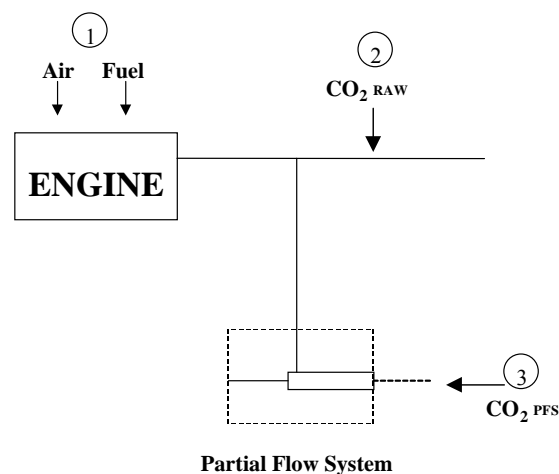 1
Air Fuel
2
CO₂ RAW
ENGINE
3
CO₂ PFS
Partial Flow System